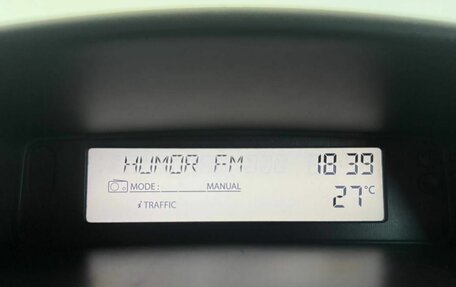 HUMOR FM 18 39
MODE : MANUAL 27 °C
i TRAFFIC